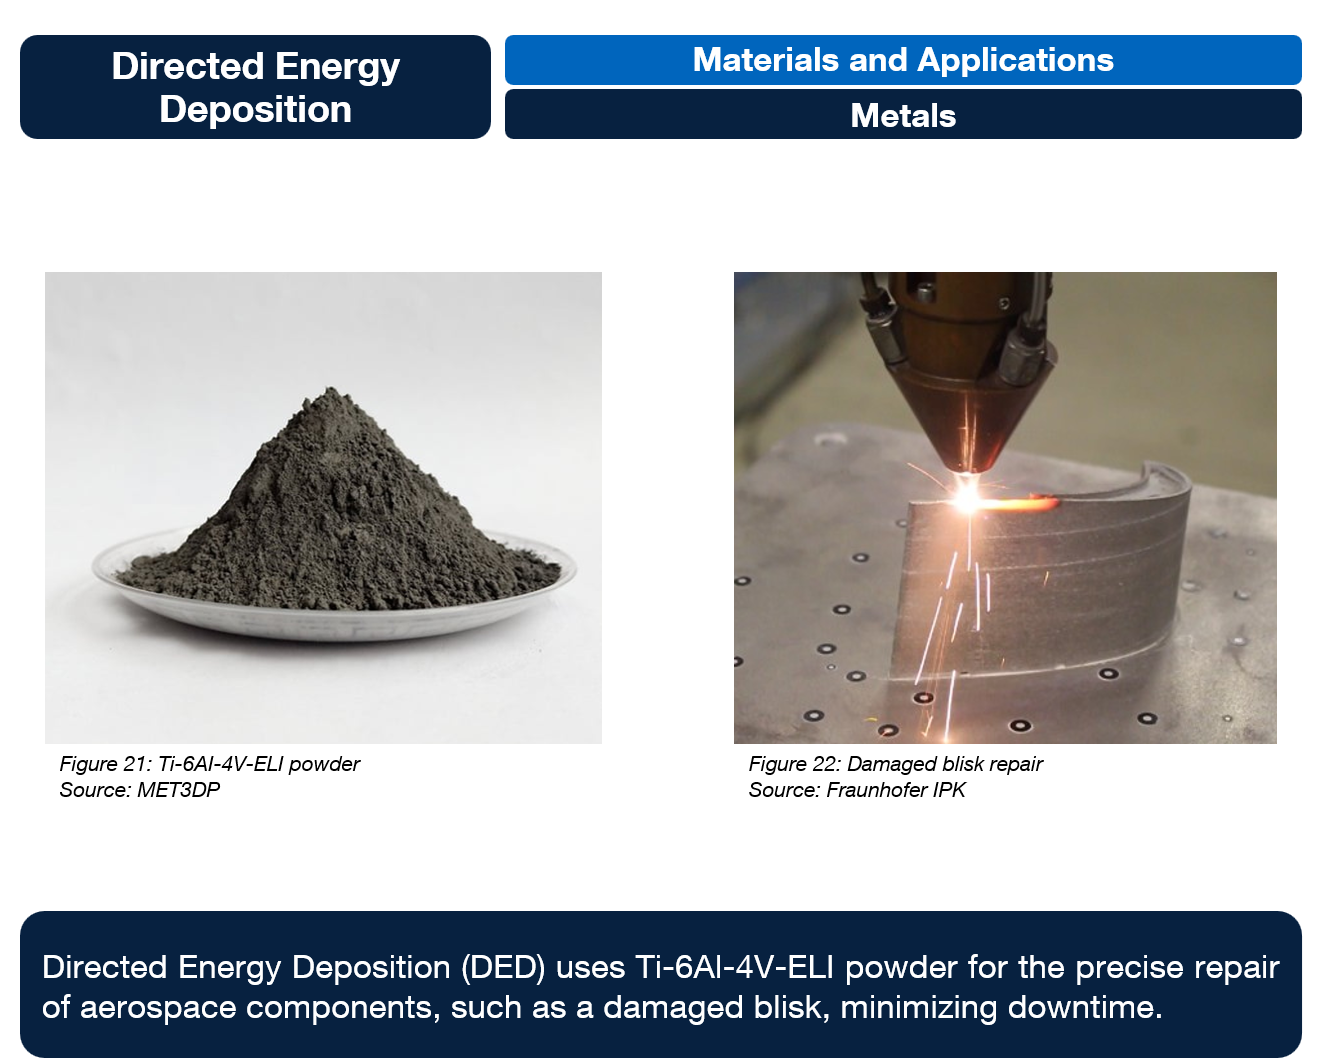 Directed Energy
Deposition
Materials and Applications
Metals
Figure 21: Ti-6Al-4V-ELI powder
Source: MET3DP
Figure 22: Damaged blisk repair
Source: Fraunhofer IPK
Directed Energy Deposition (DED) uses Ti-6Al-4V-ELI powder for the precise repair
of aerospace components, such as a damaged blisk, minimizing downtime.